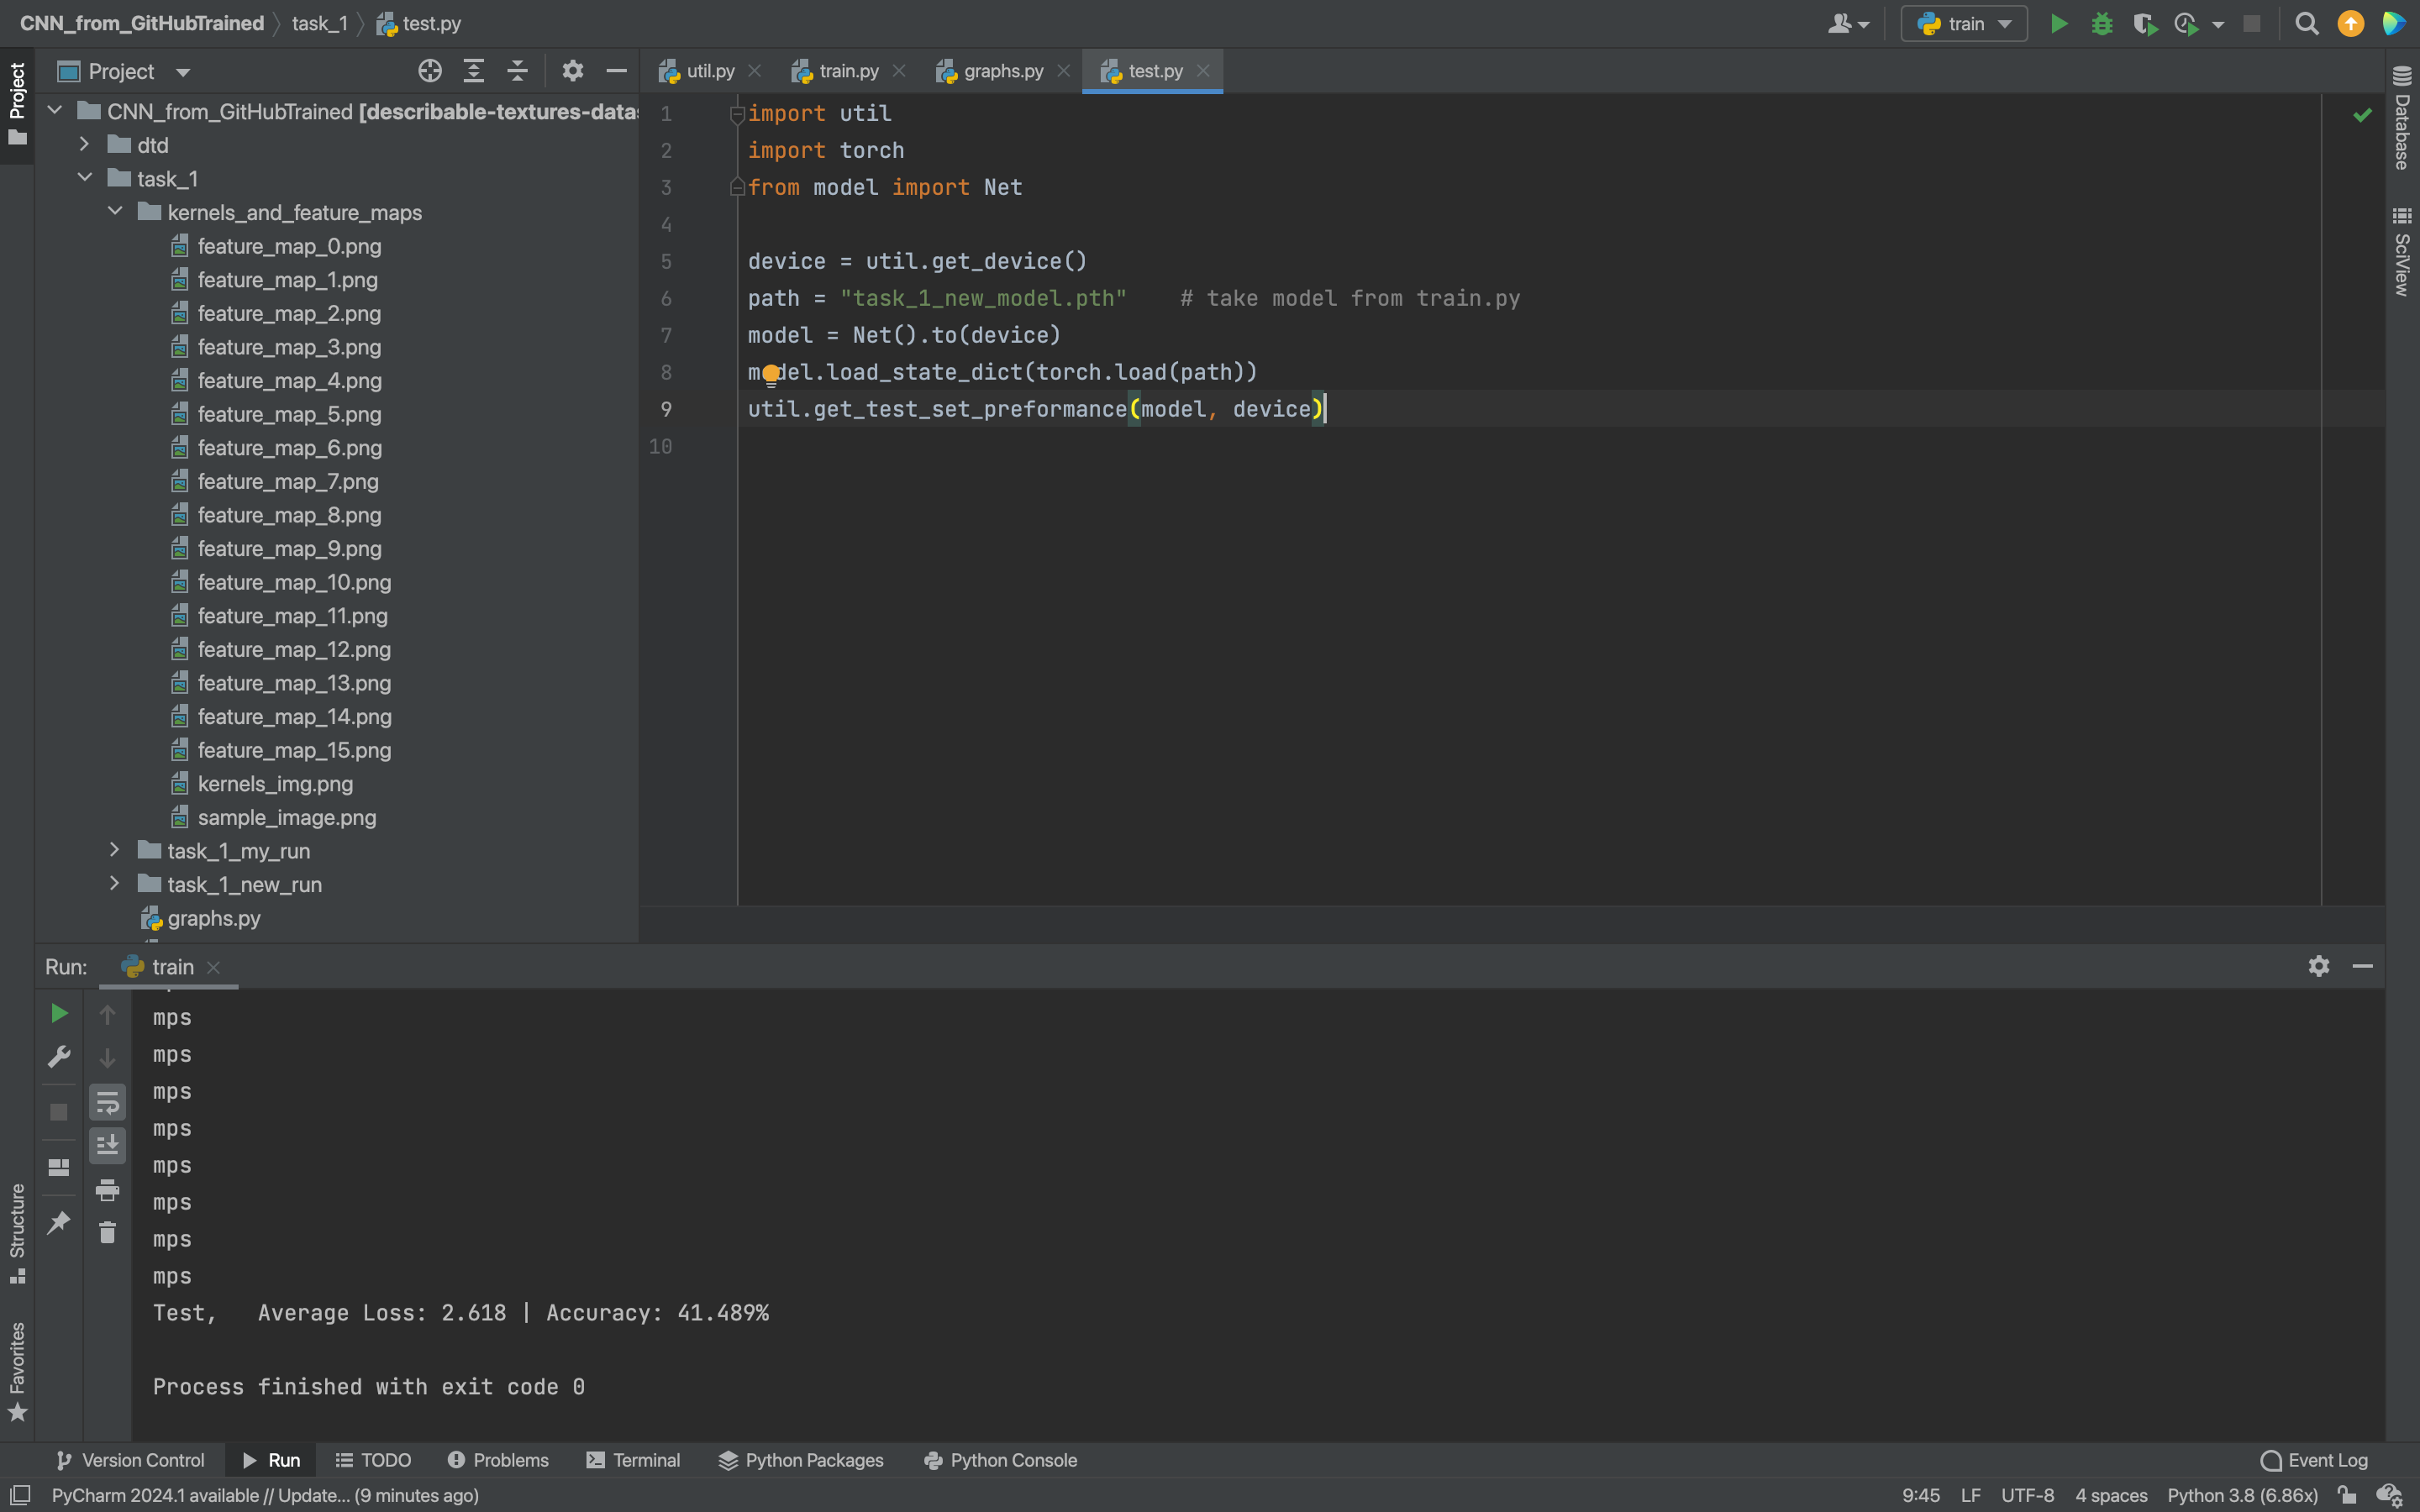 CNN_from_GitHubTrained task_1 test.py
train
Project
Project
util.py train.py graphs.py test.py
CNN_from_GitHubTrained [describable-textures-data
dtd
task_1
kernels_and_feature_maps
feature_map_0.png
feature_map_1.png
feature_map_2.png
feature_map_3.png
feature_map_4.png
feature_map_5.png
feature_map_6.png
feature_map_7.png
feature_map_8.png
feature_map_9.png
feature_map_10.png
feature_map_11.png
feature_map_12.png
feature_map_13.png
feature_map_14.png
feature_map_15.png
kernels_img.png
sample_image.png
task_1_my_run
task_1_new_run
graphs.py
1 import util
2 import torch
3 from model import Net
4
5 device = util.get_device()
6 path = "task_1_new_model.pth"    # take model from train.py
7 model = Net().to(device)
8 model.load_state_dict(torch.load(path))
9 util.get_test_set_preformance(model, device)
10
Database
SciView
Run: train
mps
mps
mps
mps
mps
mps
mps
mps
Test,   Average Loss: 2.618 | Accuracy: 41.489%
Process finished with exit code 0
Structure
Favorites
Version Control Run TODO Problems Terminal Python Packages Python Console Event Log
PyCharm 2024.1 available // Update... (9 minutes ago) 9:45 LF UTF-8 4 spaces Python 3.8 (6.86x)